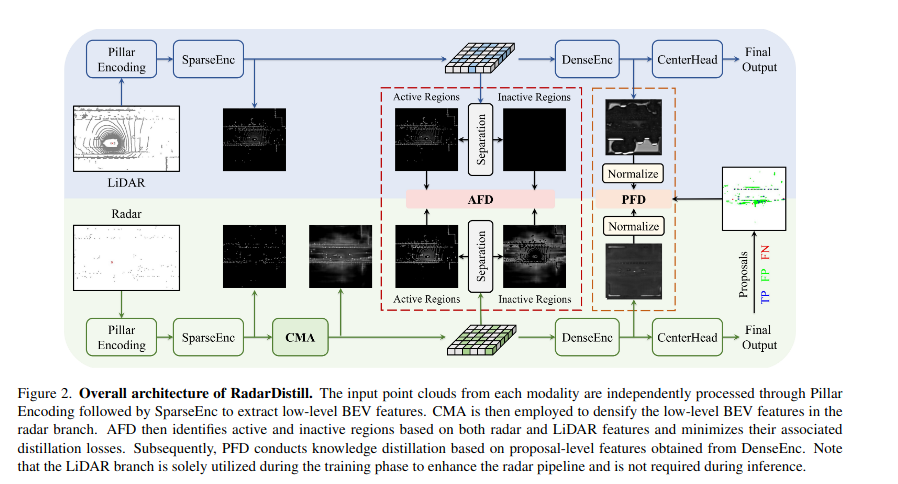 Pillar
Encoding
SparseEnc
DenseEnc
CenterHead
Final
Output
LiDAR
Active Regions
Inactive Regions
Separation
Normalize
AFD
PFD
Radar
Separation
Normalize
Active Regions
Inactive Regions
Proposals
TP FP FN
Pillar
Encoding
SparseEnc
CMA
DenseEnc
CenterHead
Final
Output
Figure 2. Overall architecture of RadarDistill. The input point clouds from each modality are independently processed through Pillar
Encoding followed by SparseEnc to extract low-level BEV features. CMA is then employed to densify the low-level BEV features in the
radar branch. AFD then identifies active and inactive regions based on both radar and LiDAR features and minimizes their associated
distillation losses. Subsequently, PFD conducts knowledge distillation based on proposal-level features obtained from DenseEnc. Note
that the LiDAR branch is solely utilized during the training phase to enhance the radar pipeline and is not required during inference.